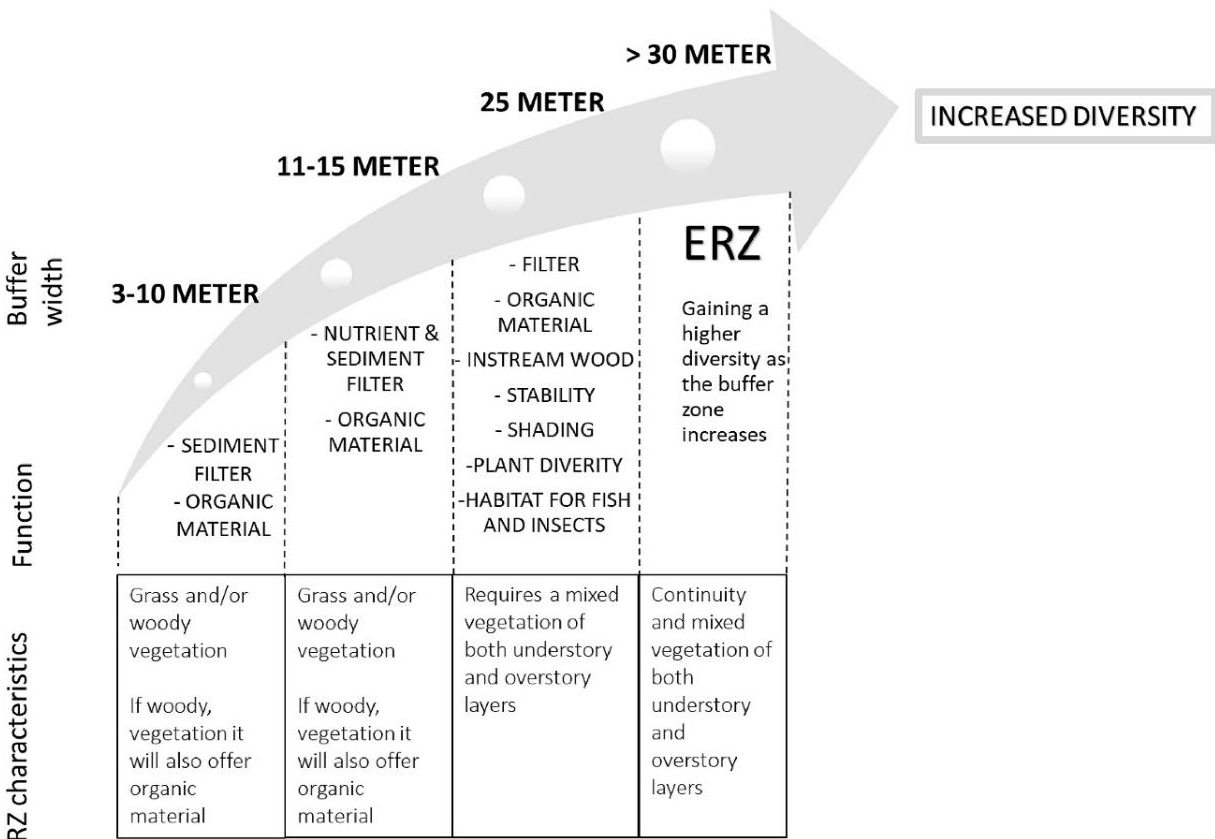 > 30 METER
25 METER
INCREASED DIVERSITY
11-15 METER
3-10 METER
Buffer
width
Function
ERZ characteristics
- SEDIMENT
FILTER
- ORGANIC
MATERIAL
- NUTRIENT &
SEDIMENT
FILTER
- ORGANIC
MATERIAL
- FILTER
- ORGANIC
MATERIAL
- INSTREAM WOOD
- STABILITY
- SHADING
-PLANT DIVERITY
-HABITAT FOR FISH
AND INSECTS
ERZ
Gaining a
higher
diversity as
the buffer
zone
increases
Grass and/or
woody
vegetation
If woody,
vegetation it
will also offer
organic
material
Grass and/or
woody
vegetation
If woody,
vegetation it
will also offer
organic
material
Requires a mixed
vegetation of
both understory
and overstory
layers
Continuity
and mixed
vegetation of
both
understory
and
overstory
layers